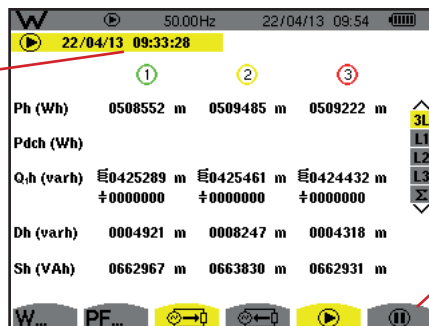 W 50.00Hz 22/04/13 09:54
22/04/13 09:33:28
1 2 3
Ph (Wh) 0508552 m 0509485 m 0509222 m
3L
Pdch (Wh)
L1
L2
Q₁h (varh) 0425289 m 0425461 m 0424432 m
L3
÷0000000 ÷0000000 ÷0000000
Σ
Dh (varh) 0004921 m 0008247 m 0004318 m
Sh (VAh) 0662967 m 0663830 m 0662931 m
W... PF...